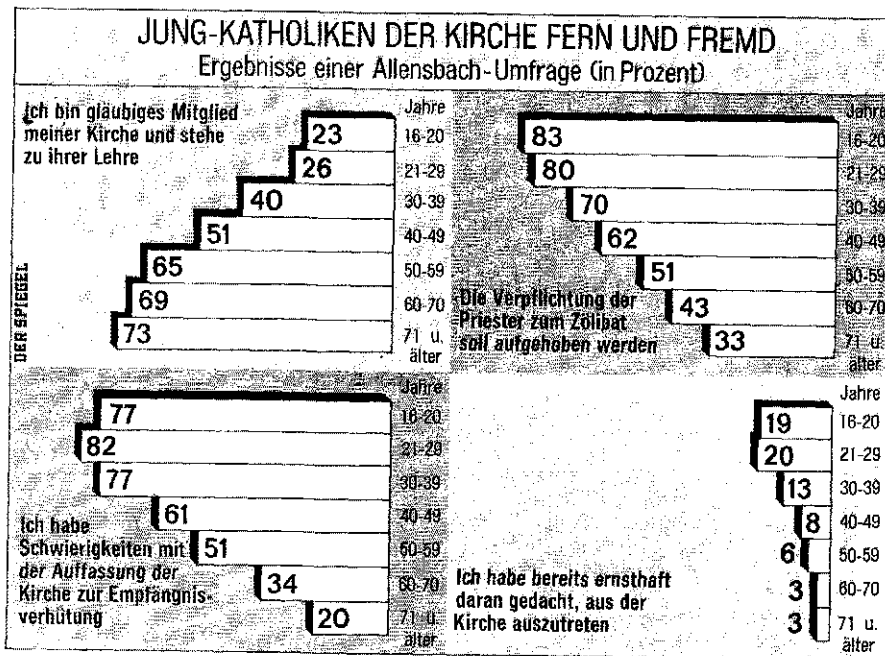 JUNG-KATHOLIKEN DER KIRCHE FERN UND FREMD
Ergebnisse einer Allensbach-Umfrage (in Prozent)
Ich bin gläubiges Mitglied
meiner Kirche und stehe
zu ihrer Lehre
Jahre
23 16-20
26 21-29
40 30-39
51 40-49
65 50-59
69 60-70
73 71 u.
älter
DER SPIEGEL
Jahre
83 16-20
80 21-29
70 30-39
62 40-49
51 50-59
43 60-70
33 71 u.
älter
Die Verpflichtung der
Priester zum Zölibat
soll aufgehoben werden
Jahre
77 16-20
82 21-29
77 30-39
61 40-49
51 50-59
34 60-70
20 71 u.
älter
Ich habe
Schwierigkeiten mit
der Auffassung der
Kirche zur Empfängnis-
verhütung
Jahre
19 16-20
20 21-29
13 30-39
8 40-49
6 50-59
3 60-70
3 71 u.
älter
Ich habe bereits ernsthaft
daran gedacht, aus der
Kirche auszutreten